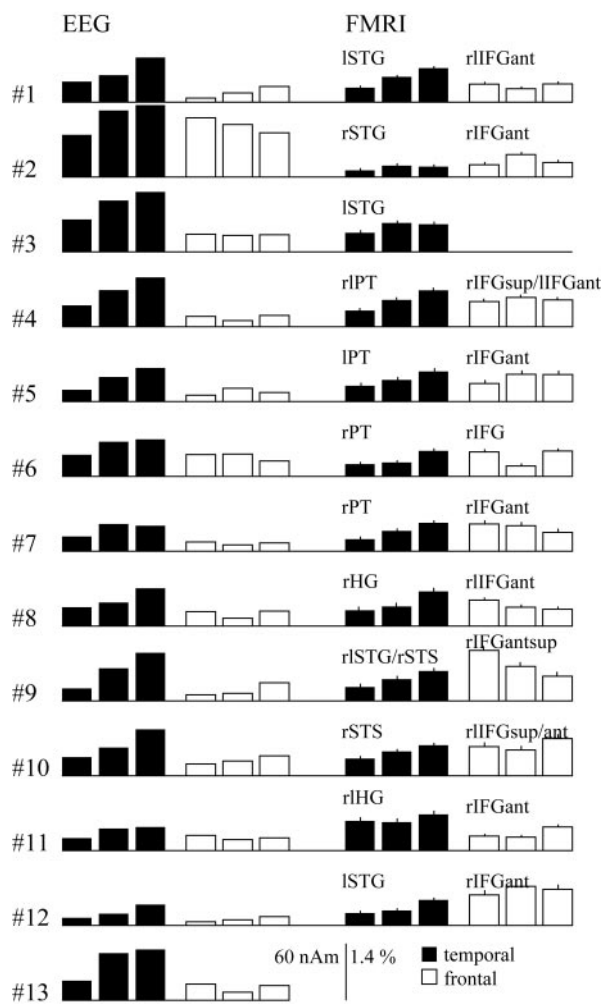 EEG FMRI
lSTG rlIFGant
#1
rSTG rIFGant
#2
lSTG
#3
rlPT rIFGsup/lIFGant
#4
lPT rIFGant
#5
rPT rIFG
#6
rPT rIFGant
#7
rHG rlIFGant
#8
rIFGantsup
rlSTG/rSTS
#9
rSTS rlIFGsup/ant
#10
rlHG rIFGant
#11
lSTG rIFGant
#12
60 nAm 1.4 % temporal
frontal
#13